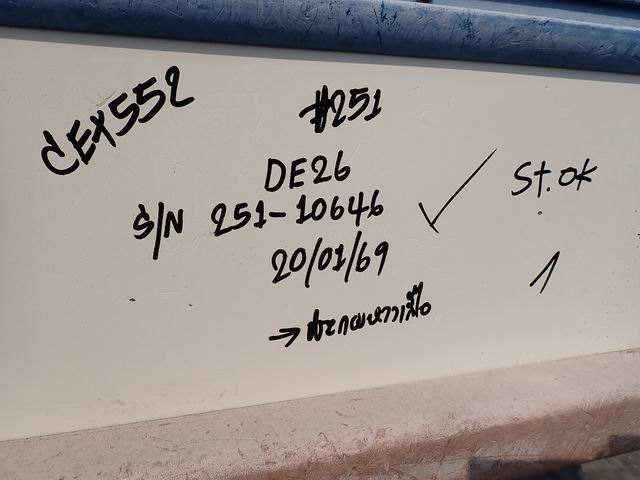 CEX552
#251
DE26
S/N 251-10646
20/01/69
St. ok
1